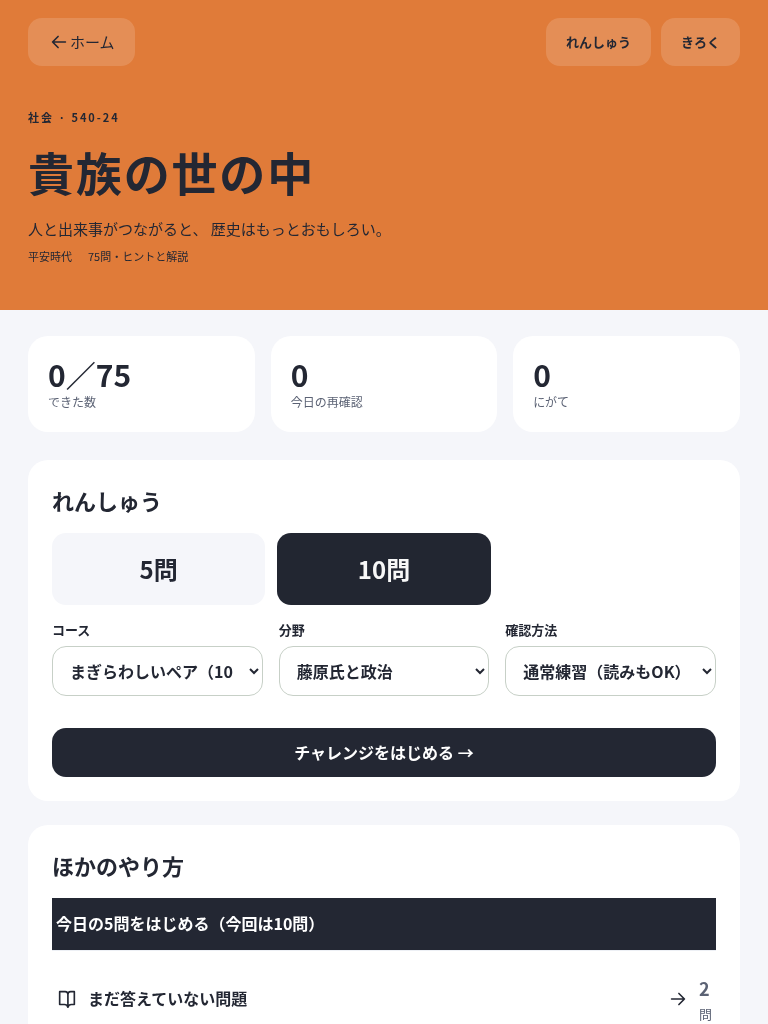 ← ホーム
れんしゅう
きろく
社会 · 540-24
貴族の世の中
人と出来事がつながると、 歴史はもっとおもしろい。
平安時代 75問・ヒントと解説
0／75
できた数
0
今日の再確認
0
にがて
れんしゅう
5問
10問
コース
分野
確認方法
まぎらわしいペア（10
藤原氏と政治
通常練習（読みもOK）
チャレンジをはじめる →
ほかのやり方
今日の5問をはじめる（今回は10問）
まだ答えていない問題
→
2
問